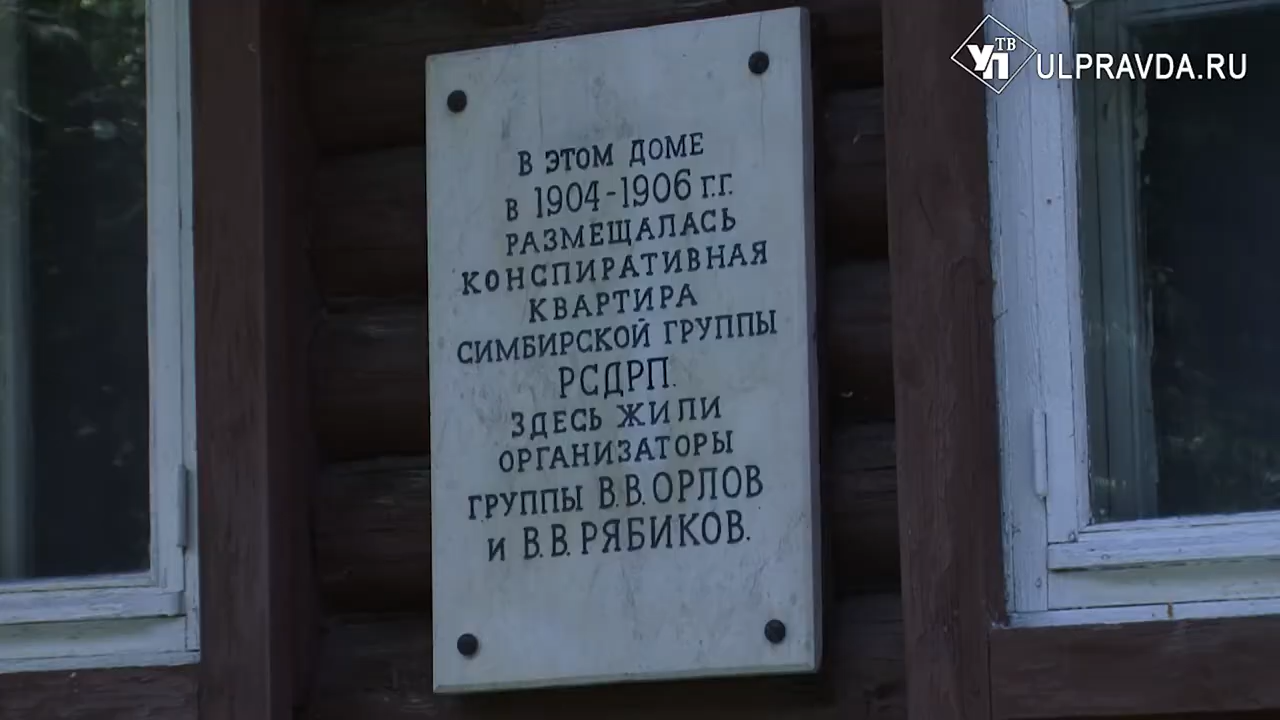 УП ТВ ULPRAVDA.RU
В ЭТОМ ДОМЕ
В 1904-1906 Г.Г.
РАЗМЕЩАЛАСЬ
КОНСПИРАТИВНАЯ
КВАРТИРА
СИМБИРСКОЙ ГРУППЫ
РСДРП.
ЗДЕСЬ ЖИЛИ
ОРГАНИЗАТОРЫ
ГРУППЫ В.В. ОРЛОВ
И В.В. РЯБИКОВ.